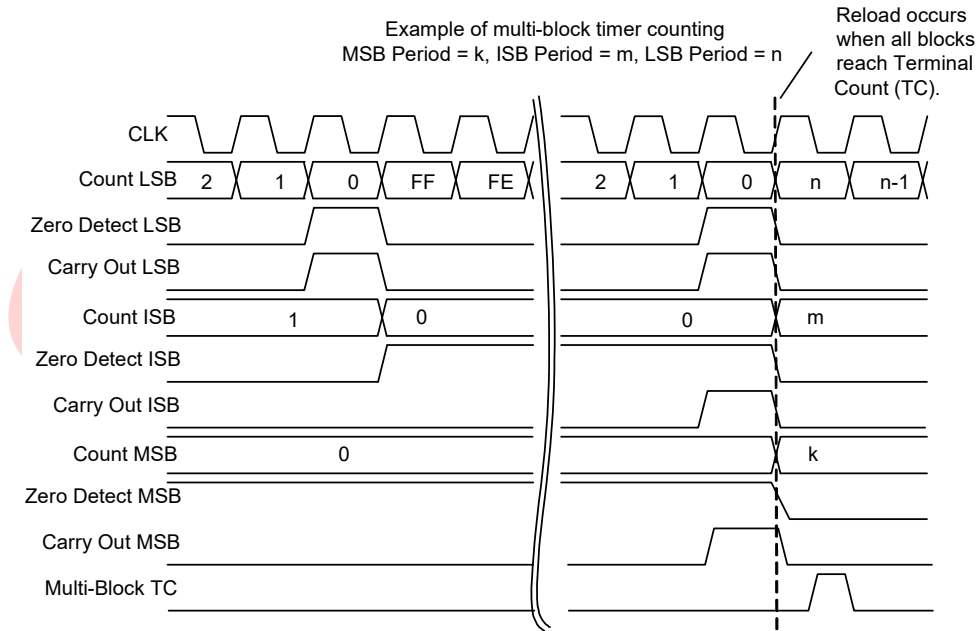 Example of multi-block timer counting
MSB Period = k, ISB Period = m, LSB Period = n
Reload occurs
when all blocks
reach Terminal
Count (TC).
CLK
Count LSB 2 1 0 FF FE 2 1 0 n n-1
Zero Detect LSB
Carry Out LSB
Count ISB 1 0 0 m
Zero Detect ISB
Carry Out ISB
Count MSB 0 k
Zero Detect MSB
Carry Out MSB
Multi-Block TC